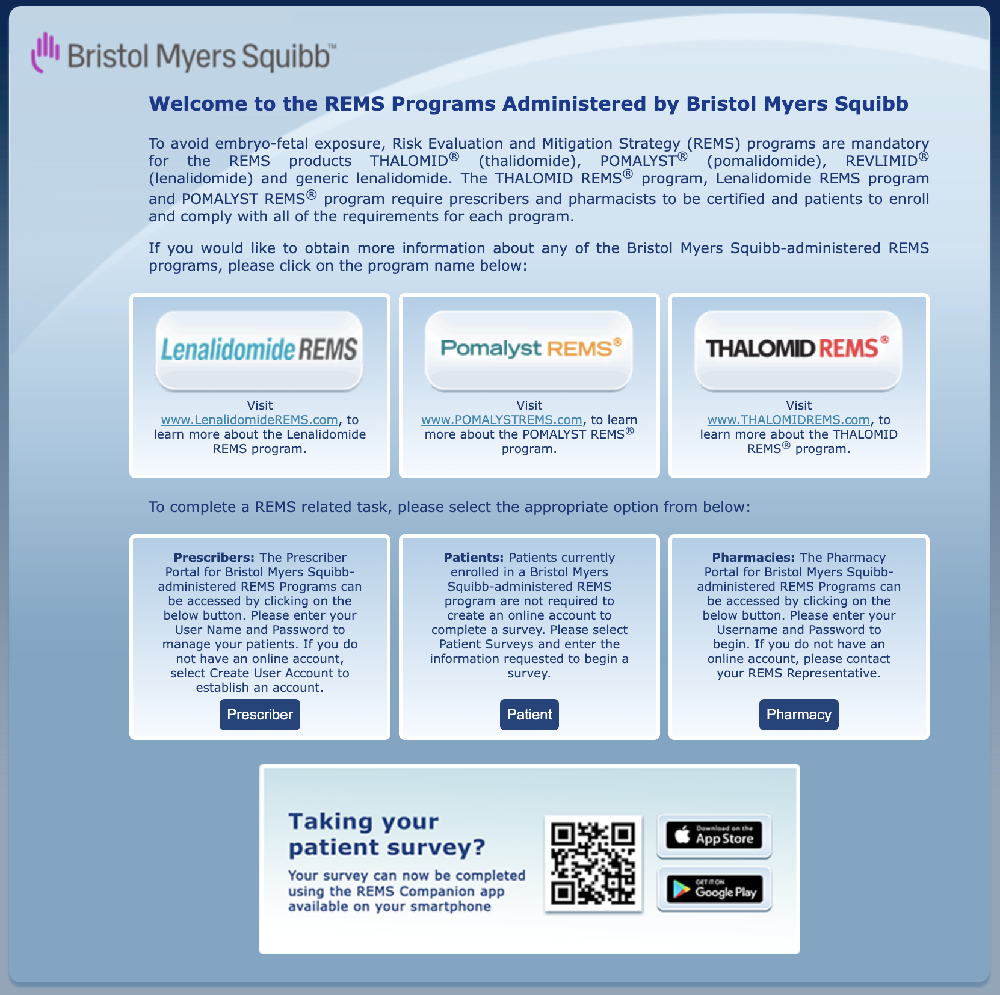 Bristol Myers Squibb™
Welcome to the REMS Programs Administered by Bristol Myers Squibb
To avoid embryo-fetal exposure, Risk Evaluation and Mitigation Strategy (REMS) programs are mandatory
for the REMS products THALOMID® (thalidomide), POMALYST® (pomalidomide), REVLIMID®
(lenalidomide) and generic lenalidomide. The THALOMID REMS® program, Lenalidomide REMS program
and POMALYST REMS® program require prescribers and pharmacists to be certified and patients to enroll
and comply with all of the requirements for each program.
If you would like to obtain more information about any of the Bristol Myers Squibb-administered REMS
programs, please click on the program name below:
Lenalidomide REMS
Visit
www.LenalidomideREMS.com, to
learn more about the Lenalidomide
REMS program.
Pomalyst REMS®
Visit
www.POMALYSTREMS.com, to learn
more about the POMALYST REMS®
program.
THALOMID REMS®
Visit
www.THALOMIDREMS.com, to
learn more about the THALOMID
REMS® program.
To complete a REMS related task, please select the appropriate option from below:
Prescribers: The Prescriber
Portal for Bristol Myers Squibb-
administered REMS Programs can
be accessed by clicking on the
below button. Please enter your
User Name and Password to
manage your patients. If you do
not have an online account,
select Create User Account to
establish an account.
Prescriber
Patients: Patients currently
enrolled in a Bristol Myers
Squibb-administered REMS
program are not required to
create an online account to
complete a survey. Please select
Patient Surveys and enter the
information requested to begin a
survey.
Patient
Pharmacies: The Pharmacy
Portal for Bristol Myers Squibb-
administered REMS Programs can
be accessed by clicking on the
below button. Please enter your
Username and Password to
begin. If you do not have an
online account, please contact
your REMS Representative.
Pharmacy
Taking your
patient survey?
Your survey can now be completed
using the REMS Companion app
available on your smartphone
Download on the
App Store
GET IT ON
Google Play